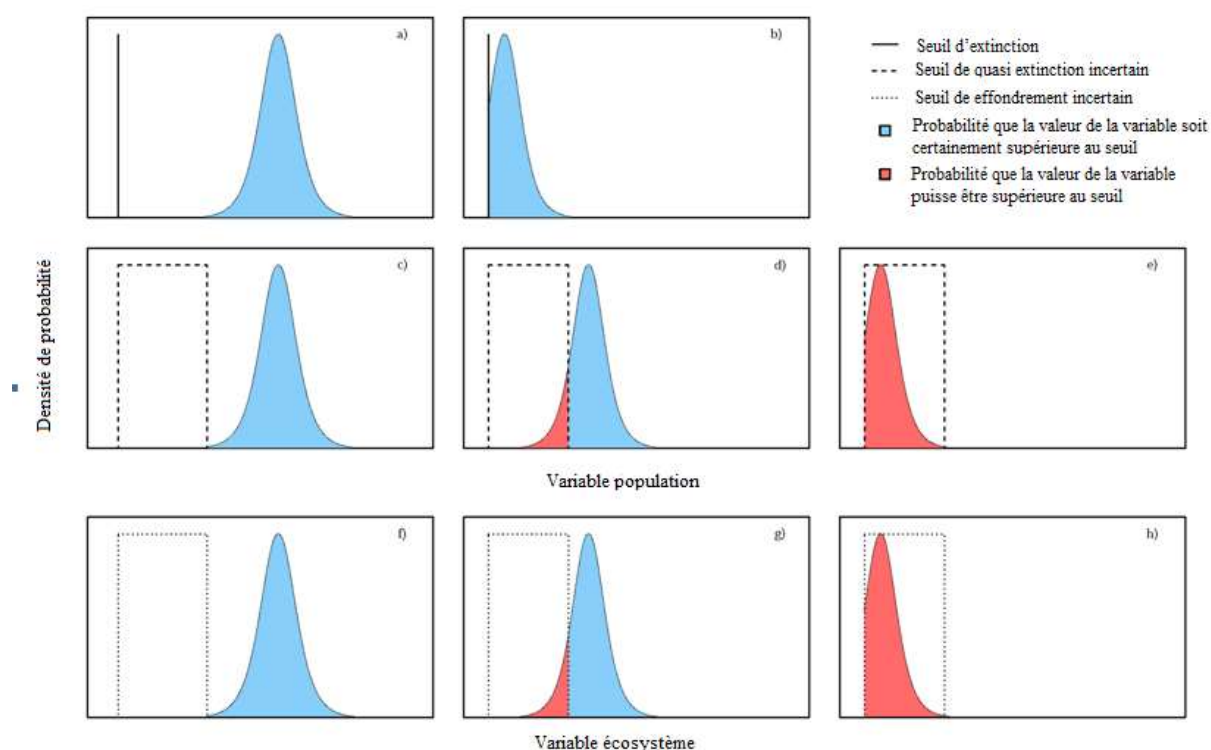 a)
b)
Seuil d'extinction
Seuil de quasi extinction incertain
Seuil de effondrement incertain
Probabilité que la valeur de la variable soit
certainement supérieure au seuil
Probabilité que la valeur de la variable
puisse être supérieure au seuil
Densité de probabilité
c)
d)
e)
Variable population
f)
g)
h)
Variable écosystème